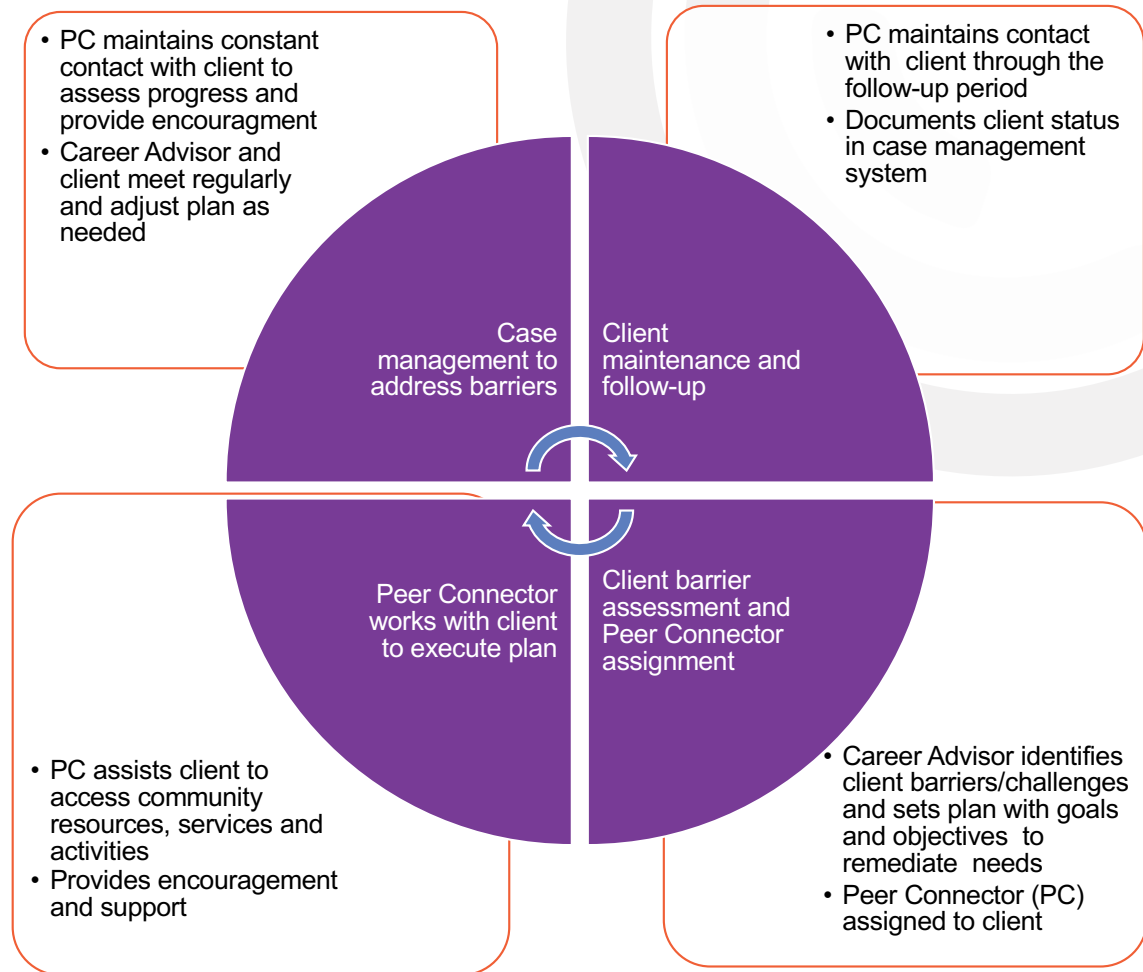 • PC maintains constant
contact with client to
assess progress and
provide encouragment
• Career Advisor and
client meet regularly
and adjust plan as
needed
• PC maintains contact
with client through the
follow-up period
• Documents client status
in case management
system
Case
management to
address barriers
Client
maintenance and
follow-up
Peer Connector
works with client
to execute plan
Client barrier
assessment and
Peer Connector
assignment
• PC assists client to
access community
resources, services and
activities
• Provides encouragement
and support
• Career Advisor identifies
client barriers/challenges
and sets plan with goals
and objectives to
remediate needs
• Peer Connector (PC)
assigned to client